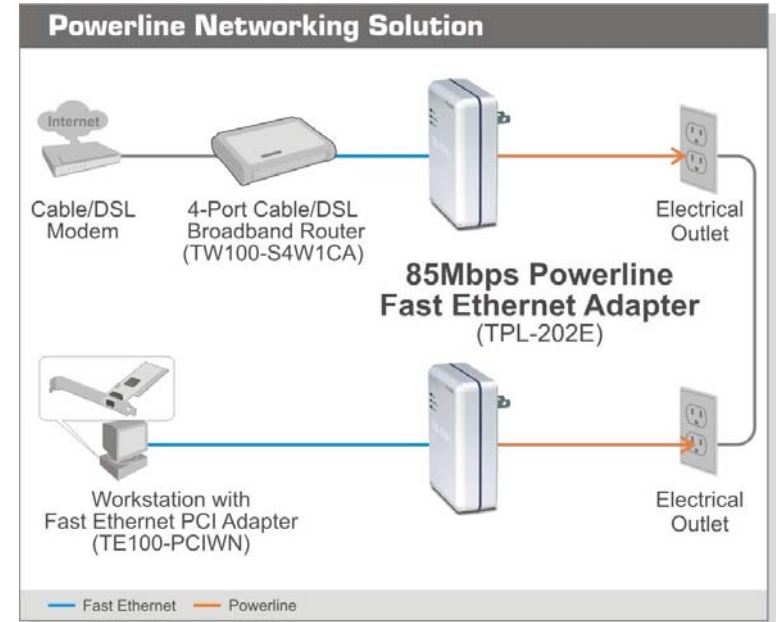 Powerline Networking Solution
Internet
Cable/DSL
Modem
4-Port Cable/DSL
Broadband Router
(TW100-S4W1CA)
Electrical
Outlet
85Mbps Powerline
Fast Ethernet Adapter
(TPL-202E)
Workstation with
Fast Ethernet PCI Adapter
(TE100-PCIWN)
Electrical
Outlet
Fast Ethernet
Powerline